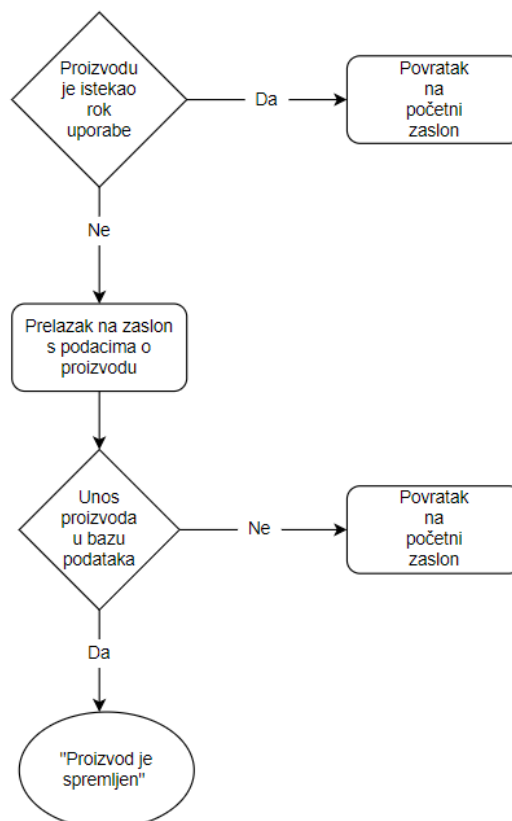 Proizvodu
je istekao
rok
uporabe
Da
Povratak
na
početni
zaslon
Ne
Prelazak na zaslon
s podacima o
proizvodu
Unos
proizvoda
u bazu
podataka
Ne
Povratak
na
početni
zaslon
Da
"Proizvod je
spremljen"